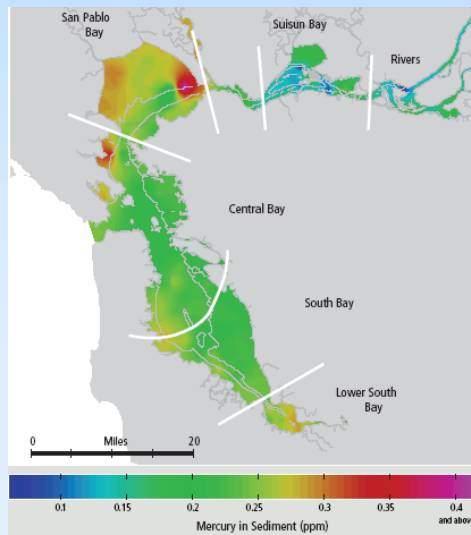 San Pablo
Bay
Suisun Bay
Rivers
Central Bay
South Bay
Lower South
Bay
0 Miles 20
0.1 0.15 0.2 0.25 0.3 0.35 0.4
and above
Mercury in Sediment (ppm)